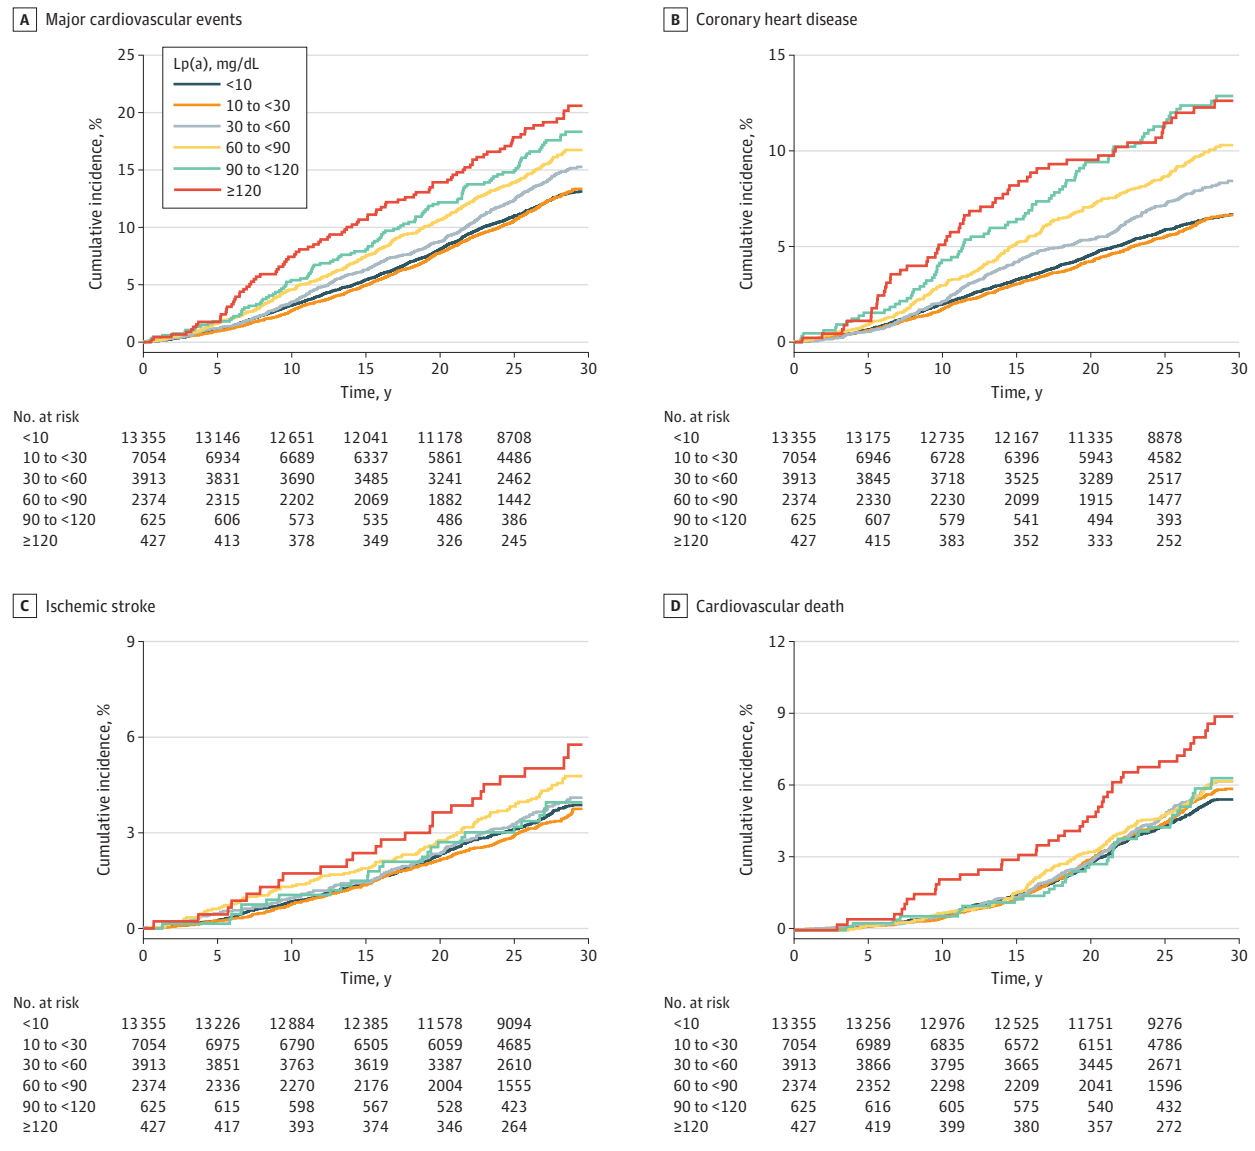 A Major cardiovascular events
Cumulative incidence, %
25
20
15
10
5
0
Lp(a), mg/dL
<10
10 to <30
30 to <60
60 to <90
90 to <120
≥120
0 5 10 15 20 25 30
Time, y
No. at risk
<10 13355 13146 12651 12041 11178 8708
10 to <30 7054 6934 6689 6337 5861 4486
30 to <60 3913 3831 3690 3485 3241 2462
60 to <90 2374 2315 2202 2069 1882 1442
90 to <120 625 606 573 535 486 386
≥120 427 413 378 349 326 245
B Coronary heart disease
Cumulative incidence, %
15
10
5
0
0 5 10 15 20 25 30
Time, y
No. at risk
<10 13355 13175 12735 12167 11335 8878
10 to <30 7054 6946 6728 6396 5943 4582
30 to <60 3913 3845 3718 3525 3289 2517
60 to <90 2374 2330 2230 2099 1915 1477
90 to <120 625 607 579 541 494 393
≥120 427 415 383 352 333 252
C Ischemic stroke
Cumulative incidence, %
9
6
3
0
0 5 10 15 20 25 30
Time, y
No. at risk
<10 13355 13226 12884 12385 11578 9094
10 to <30 7054 6975 6790 6505 6059 4685
30 to <60 3913 3851 3763 3619 3387 2610
60 to <90 2374 2336 2270 2176 2004 1555
90 to <120 625 615 598 567 528 423
≥120 427 417 393 374 346 264
D Cardiovascular death
Cumulative incidence, %
12
9
6
3
0
0 5 10 15 20 25 30
Time, y
No. at risk
<10 13355 13256 12976 12525 11751 9276
10 to <30 7054 6989 6835 6572 6151 4786
30 to <60 3913 3866 3795 3665 3445 2671
60 to <90 2374 2352 2298 2209 2041 1596
90 to <120 625 616 605 575 540 432
≥120 427 419 399 380 357 272